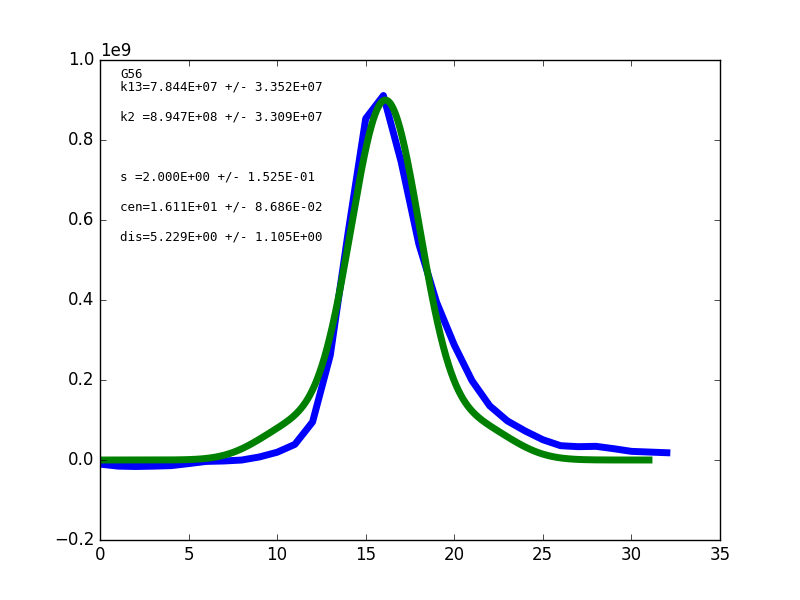 1e9
1.0
G56
k13=7.844E+07 +/- 3.352E+07
k2 =8.947E+08 +/- 3.309E+07
0.8
s =2.000E+00 +/- 1.525E-01
cen=1.611E+01 +/- 8.686E-02
0.6
dis=5.229E+00 +/- 1.105E+00
0.4
0.2
0.0
−0.2
0 5 10 15 20 25 30 35